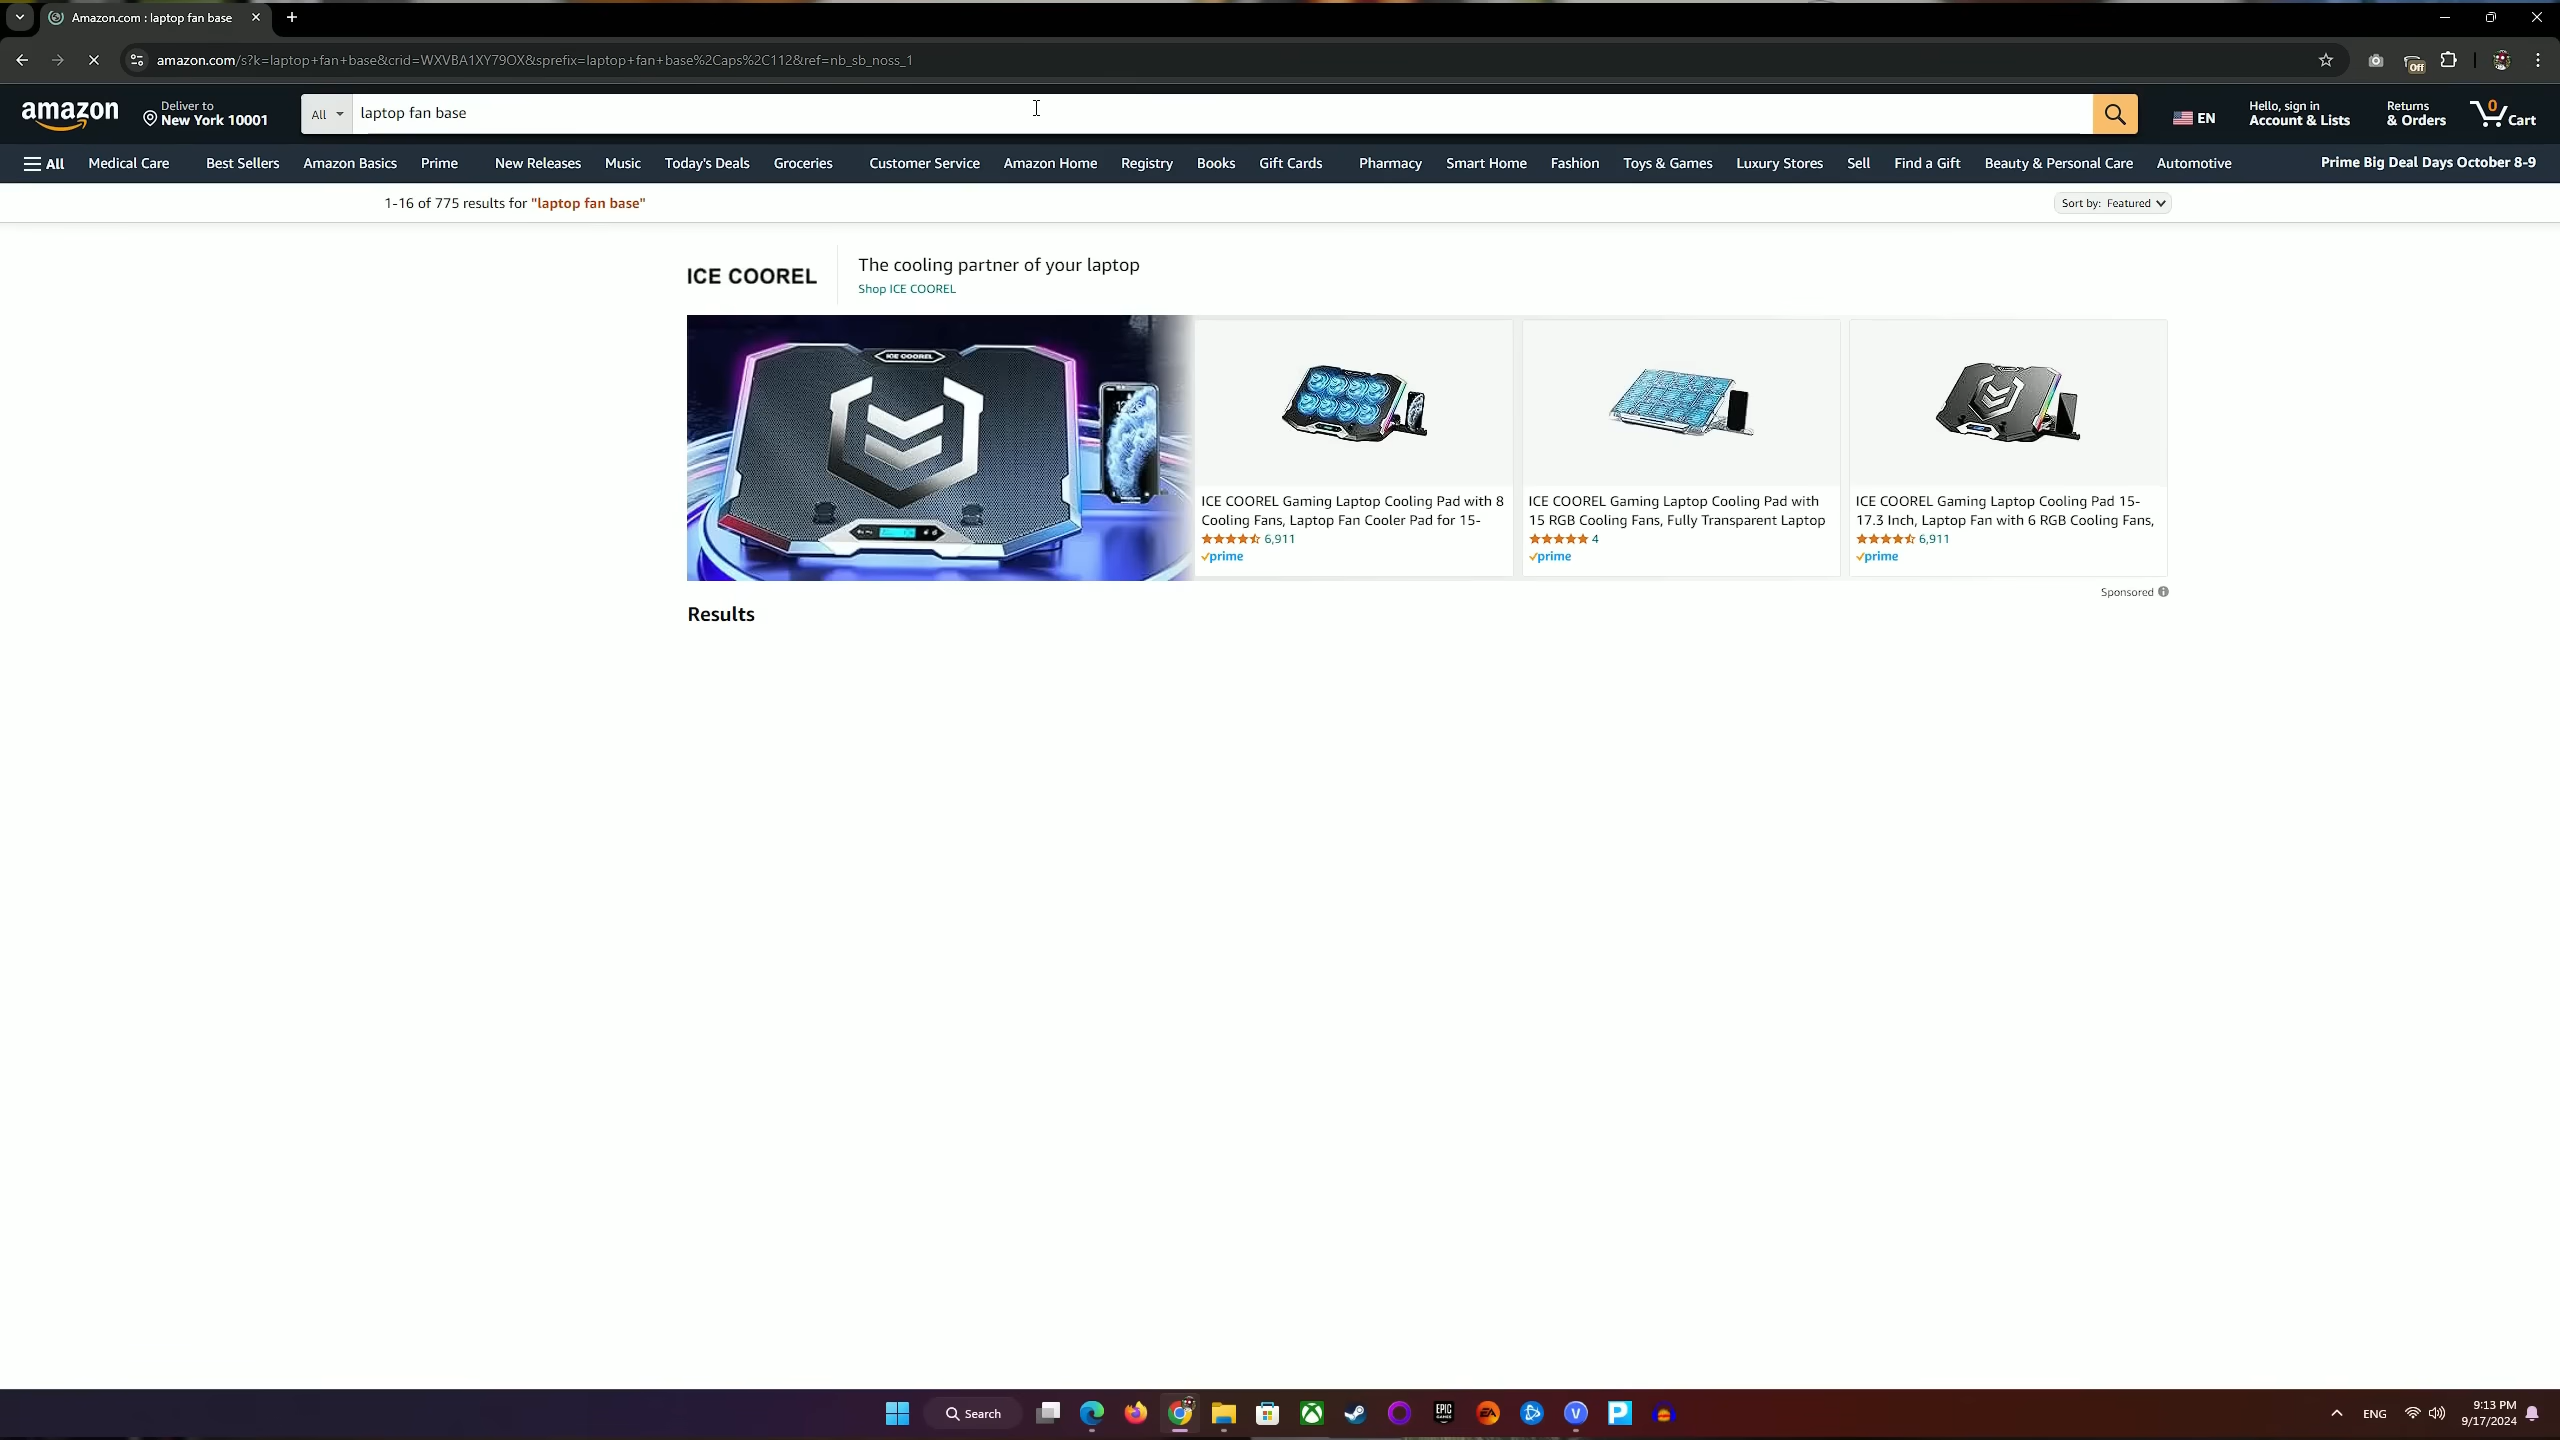 Amazon.com : laptop fan base
amazon.com/s?k=laptop+fan+base&crid=WXVBA1XY79OX&sprefix=laptop+fan+base%2Caps%2C112&ref=nb_sb_noss_1
Off
amazon
Deliver to
New York 10001
All
laptop fan base
EN
Hello, sign in
Account & Lists
Returns
& Orders
0
Cart
All
Medical Care
Best Sellers
Amazon Basics
Prime
New Releases
Music
Today's Deals
Groceries
Customer Service
Amazon Home
Registry
Books
Gift Cards
Pharmacy
Smart Home
Fashion
Toys & Games
Luxury Stores
Sell
Find a Gift
Beauty & Personal Care
Automotive
Prime Big Deal Days October 8-9
1-16 of 775 results for "laptop fan base"
Sort by: Featured
ICE COOREL
The cooling partner of your laptop
Shop ICE COOREL
ICE COOREL
ICE COOREL Gaming Laptop Cooling Pad with 8
Cooling Fans, Laptop Fan Cooler Pad for 15-
6,911
prime
ICE COOREL Gaming Laptop Cooling Pad with
15 RGB Cooling Fans, Fully Transparent Laptop
4
prime
ICE COOREL Gaming Laptop Cooling Pad 15-
17.3 Inch, Laptop Fan with 6 RGB Cooling Fans,
6,911
prime
Sponsored
Results
Search
EPIC
GAMES
EA
V
P
ENG
9:13 PM
9/17/2024